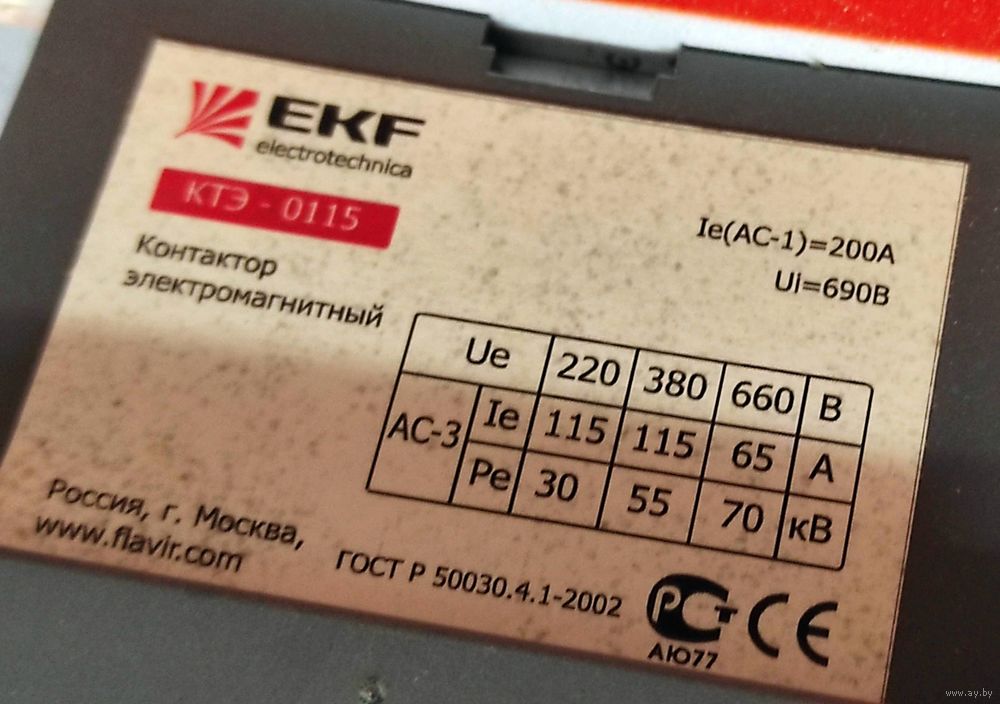 EKF
electrotechnica
КТЭ - 0115
Контактор
электромагнитный
Ie(AC-1)=200A
Ui=690В
Ue 220 380 660 В
AC-3 Ie 115 115 65 А
Pe 30 55 70 кВ
Россия, г. Москва,
www.flavir.com
ГОСТ Р 50030.4.1-2002
РСТ
АЮ77
CE
www.ay.by